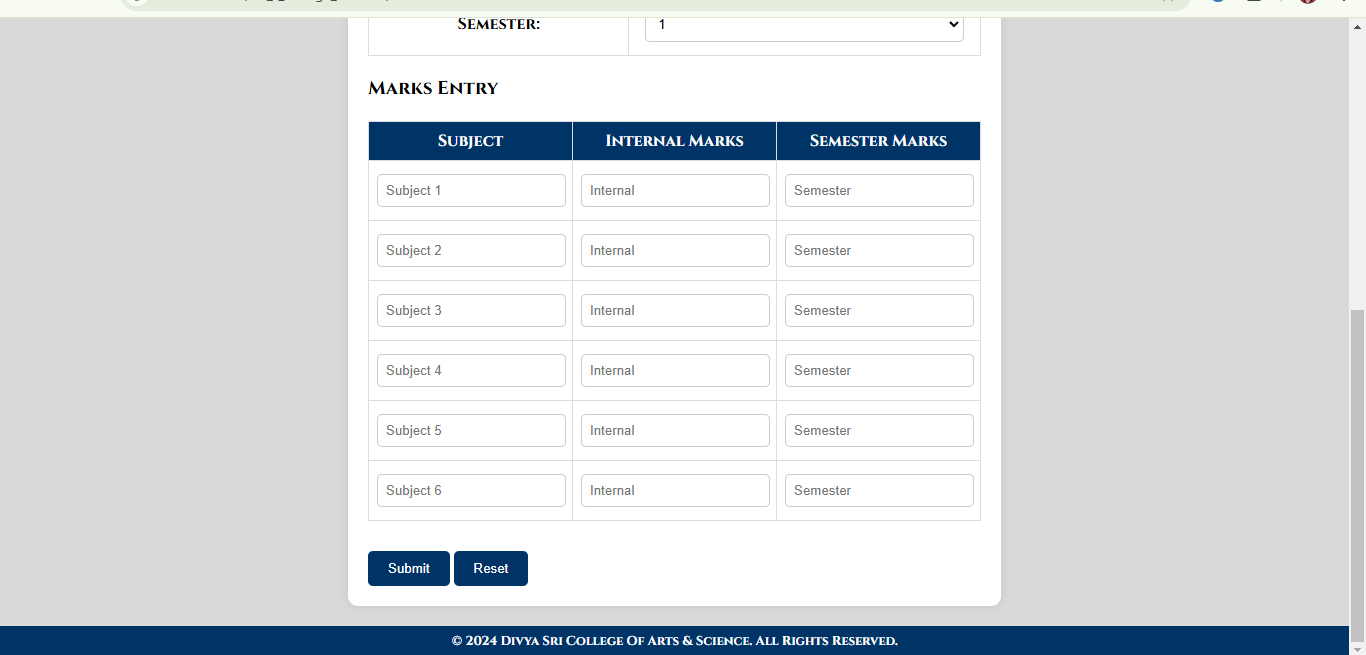 Semester: 1
Marks Entry
Subject Internal Marks Semester Marks
Subject 1 Internal Semester
Subject 2 Internal Semester
Subject 3 Internal Semester
Subject 4 Internal Semester
Subject 5 Internal Semester
Subject 6 Internal Semester
Submit Reset
© 2024 Divya Sri College Of Arts & Science. All Rights Reserved.